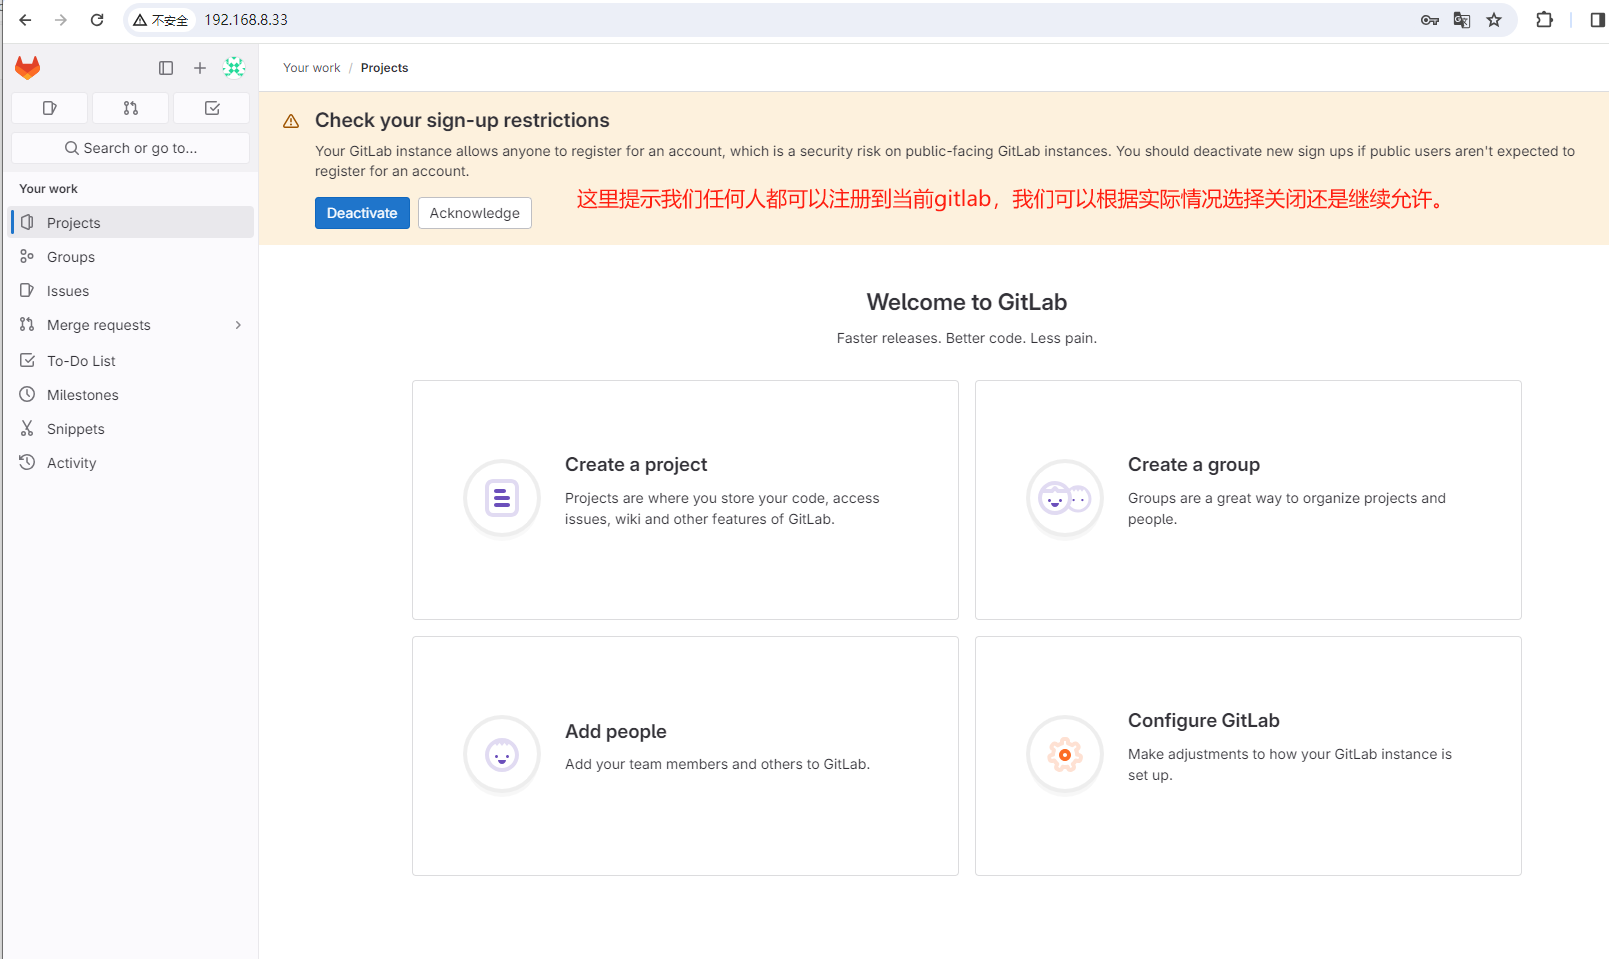 不安全 192.168.8.33
Your work / Projects
Search or go to...
Your work
Projects
Groups
Issues
Merge requests
To-Do List
Milestones
Snippets
Activity
Check your sign-up restrictions
Your GitLab instance allows anyone to register for an account, which is a security risk on public-facing GitLab instances. You should deactivate new sign ups if public users aren't expected to
register for an account.
这里提示我们任何人都可以注册到当前gitlab，我们可以根据实际情况选择关闭还是继续允许。
Deactivate Acknowledge
Welcome to GitLab
Faster releases. Better code. Less pain.
Create a project
Projects are where you store your code, access
issues, wiki and other features of GitLab.
Create a group
Groups are a great way to organize projects and
people.
Add people
Add your team members and others to GitLab.
Configure GitLab
Make adjustments to how your GitLab instance is
set up.